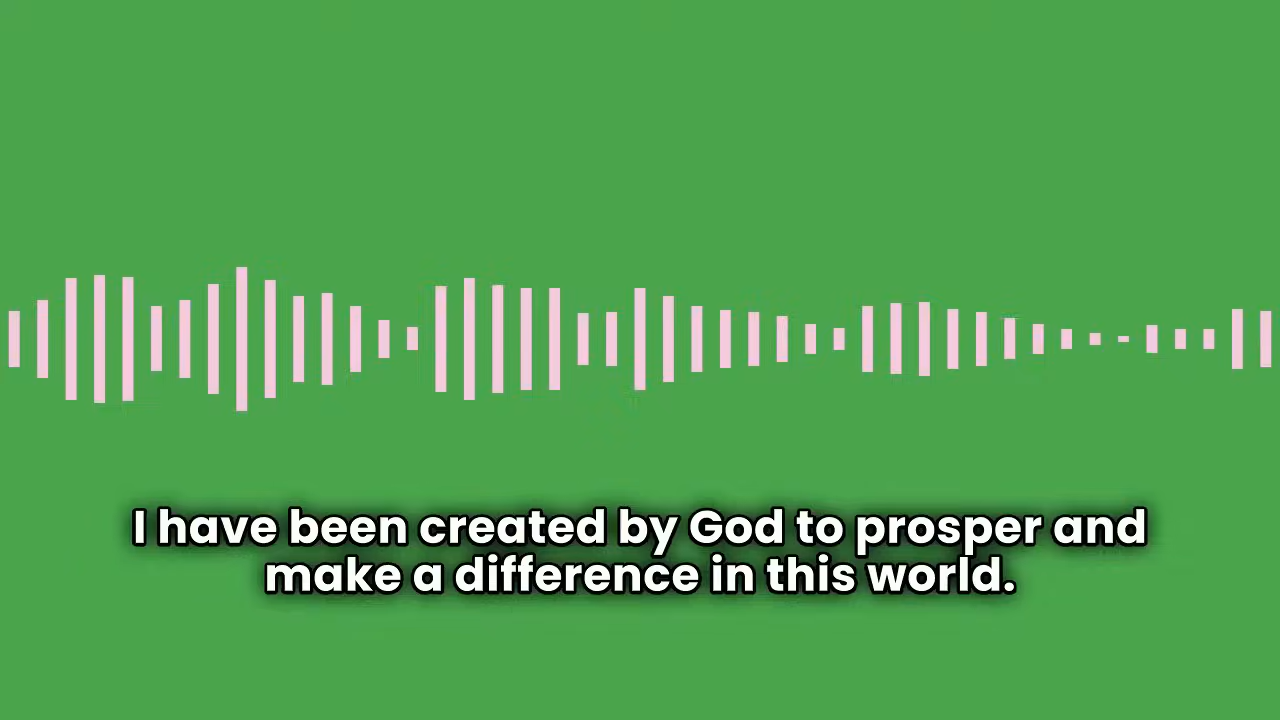 I have been created by God to prosper and
make a difference in this world.